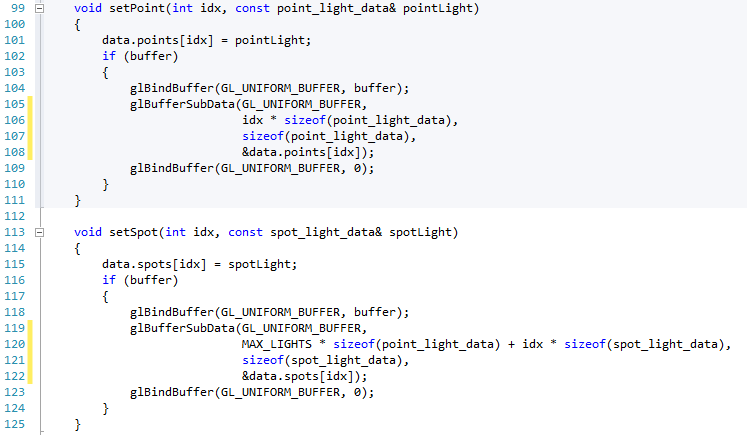 99 void setPoint(int idx, const point_light_data& pointLight)
100 {
101 data.points[idx] = pointLight;
102 if (buffer)
103 {
104 glBindBuffer(GL_UNIFORM_BUFFER, buffer);
105 glBufferSubData(GL_UNIFORM_BUFFER,
106 idx * sizeof(point_light_data),
107 sizeof(point_light_data),
108 &data.points[idx]);
109 glBindBuffer(GL_UNIFORM_BUFFER, 0);
110 }
111 }
112
113 void setSpot(int idx, const spot_light_data& spotLight)
114 {
115 data.spots[idx] = spotLight;
116 if (buffer)
117 {
118 glBindBuffer(GL_UNIFORM_BUFFER, buffer);
119 glBufferSubData(GL_UNIFORM_BUFFER,
120 MAX_LIGHTS * sizeof(point_light_data) + idx * sizeof(spot_light_data),
121 sizeof(spot_light_data),
122 &data.spots[idx]);
123 glBindBuffer(GL_UNIFORM_BUFFER, 0);
124 }
125 }